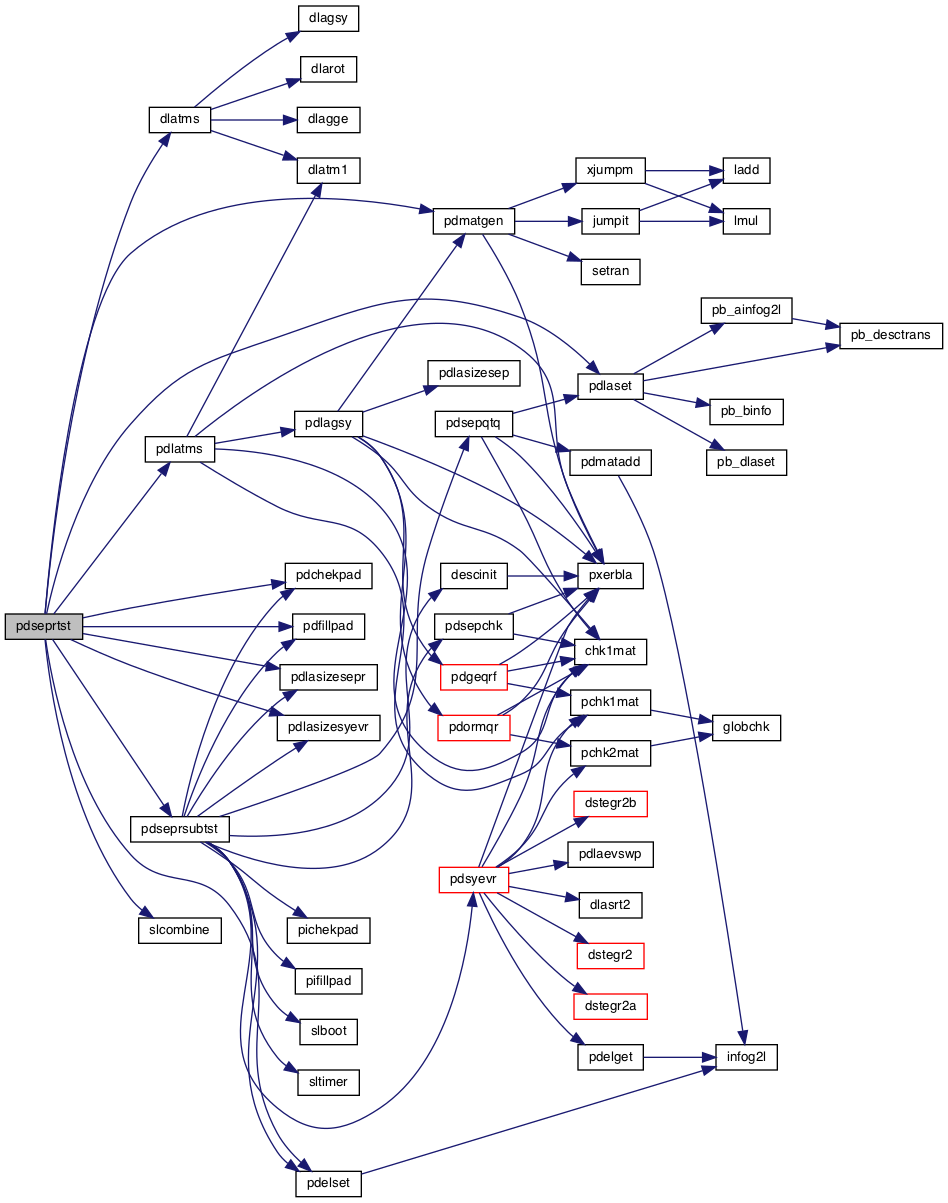 dlagsy
dlarot
dlatms
dlagge
dlatm1
xjumpm
ladd
pdmatgen
jumpit
lmul
setran
pb_ainfog2l
pb_desctrans
pdlasizesep
pdlaset
pb_binfo
pdlagsy
pdsepqtq
pdlatms
pdmatadd
pb_dlaset
pdchekpad
descinit
pxerbla
pdseprtst
pdfillpad
pdsepchk
chk1mat
pdlasizesepr
pdgeqrf
pchk1mat
pdlasizesyevr
pdormqr
globchk
pchk2mat
dstegr2b
pdseprsubtst
pdlaevswp
pdsyevr
dlasrt2
slcombine
pichekpad
dstegr2
pifillpad
dstegr2a
slboot
pdelget
infog2l
sltimer
pdelset